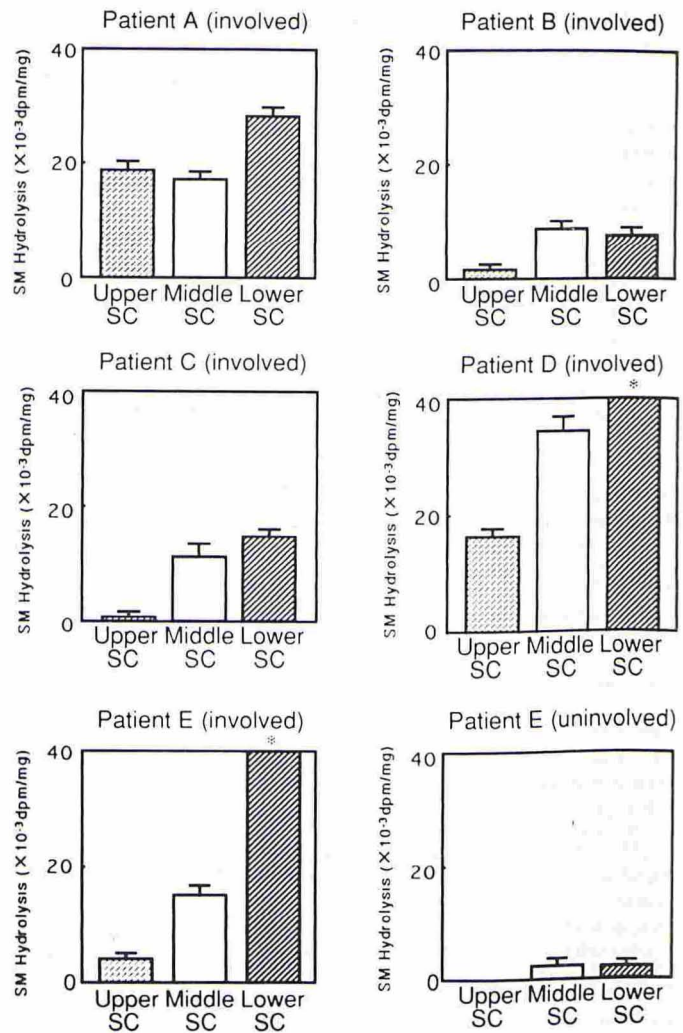 Patient A (involved)
SM Hydrolysis (×10⁻³dpm/mg)
40
20
0
Upper Middle Lower
SC SC SC
Patient B (involved)
SM Hydrolysis (×10⁻³dpm/mg)
40
20
0
Upper Middle Lower
SC SC SC
Patient C (involved)
SM Hydrolysis (×10⁻³dpm/mg)
40
20
0
Upper Middle Lower
SC SC SC
Patient D (involved)
*
SM Hydrolysis (×10⁻³dpm/mg)
40
20
0
Upper Middle Lower
SC SC SC
Patient E (involved)
*
SM Hydrolysis (×10⁻³dpm/mg)
40
20
0
Upper Middle Lower
SC SC SC
Patient E (uninvolved)
SM Hydrolysis (×10⁻³dpm/mg)
40
20
0
Upper Middle Lower
SC SC SC